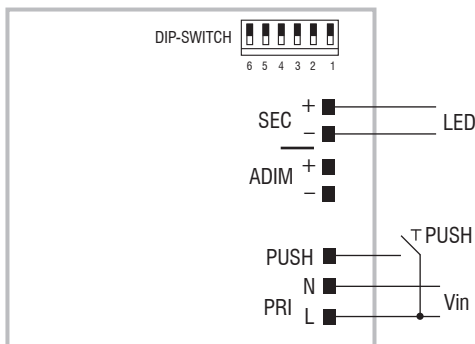 DIP-SWITCH
6 5 4 3 2 1
+
SEC
–
LED
+
ADIM
–
PUSH
PUSH
N
PRI
Vin
L